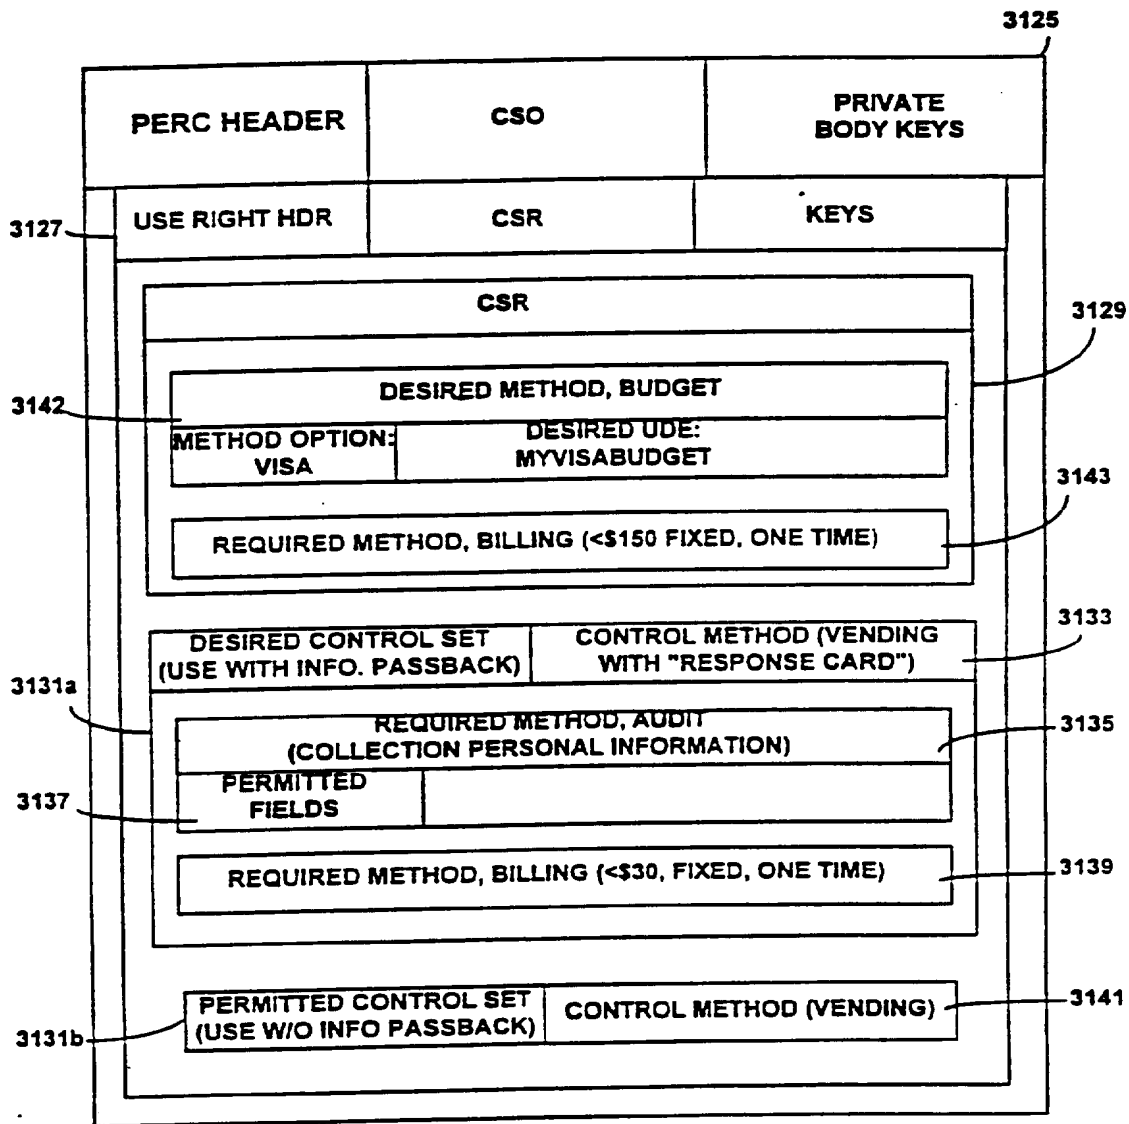 3125
PERC HEADER
CSO
PRIVATE
BODY KEYS
3127
USE RIGHT HDR
CSR
KEYS
CSR
3129
DESIRED METHOD, BUDGET
3142
METHOD OPTION:
VISA
DESIRED UDE:
MYVISABUDGET
3143
REQUIRED METHOD, BILLING (<$150 FIXED, ONE TIME)
DESIRED CONTROL SET
(USE WITH INFO. PASSBACK)
CONTROL METHOD (VENDING
WITH "RESPONSE CARD")
3133
3131a
REQUIRED METHOD, AUDIT
(COLLECTION PERSONAL INFORMATION)
3135
3137
PERMITTED
FIELDS
REQUIRED METHOD, BILLING (<$30, FIXED, ONE TIME)
3139
PERMITTED CONTROL SET
(USE W/O INFO PASSBACK)
CONTROL METHOD (VENDING)
3141
3131b